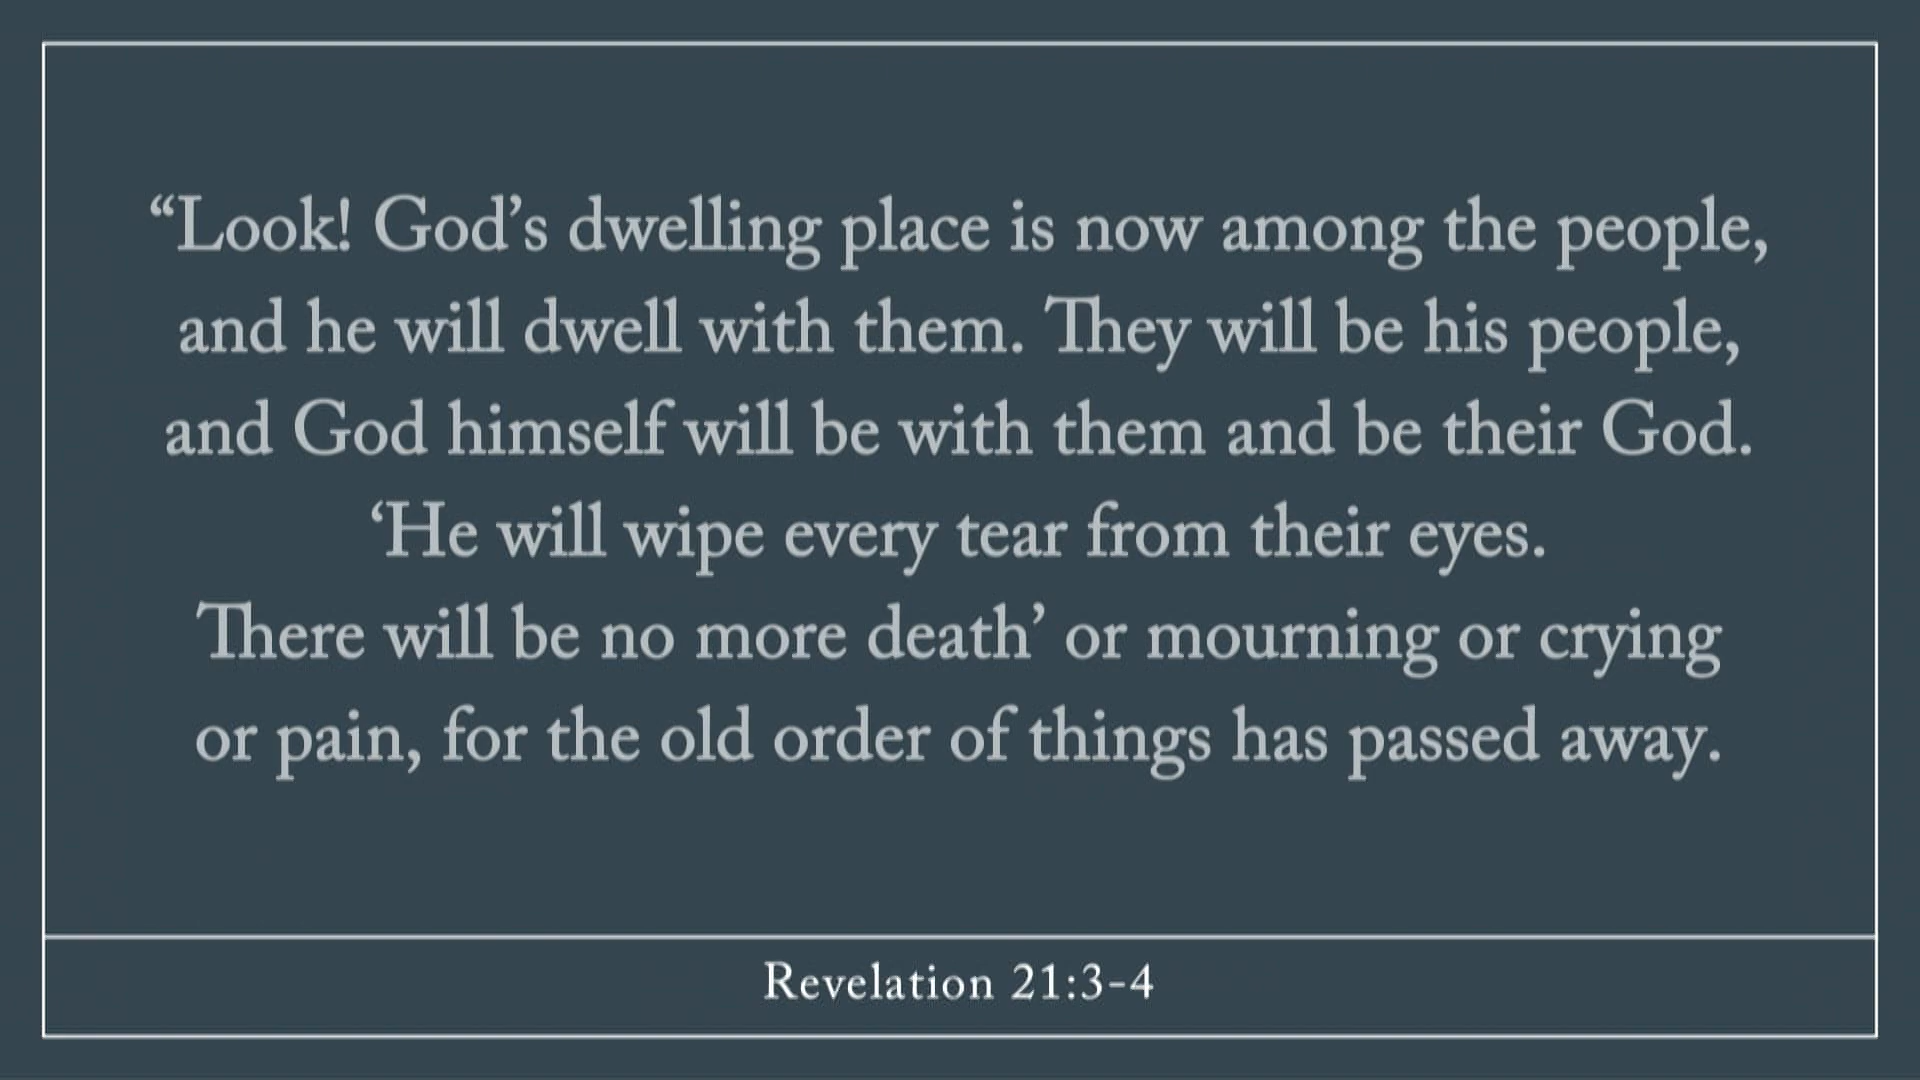 “Look! God’s dwelling place is now among the people,
and he will dwell with them. They will be his people,
and God himself will be with them and be their God.
‘He will wipe every tear from their eyes.
There will be no more death’ or mourning or crying
or pain, for the old order of things has passed away.
Revelation 21:3-4